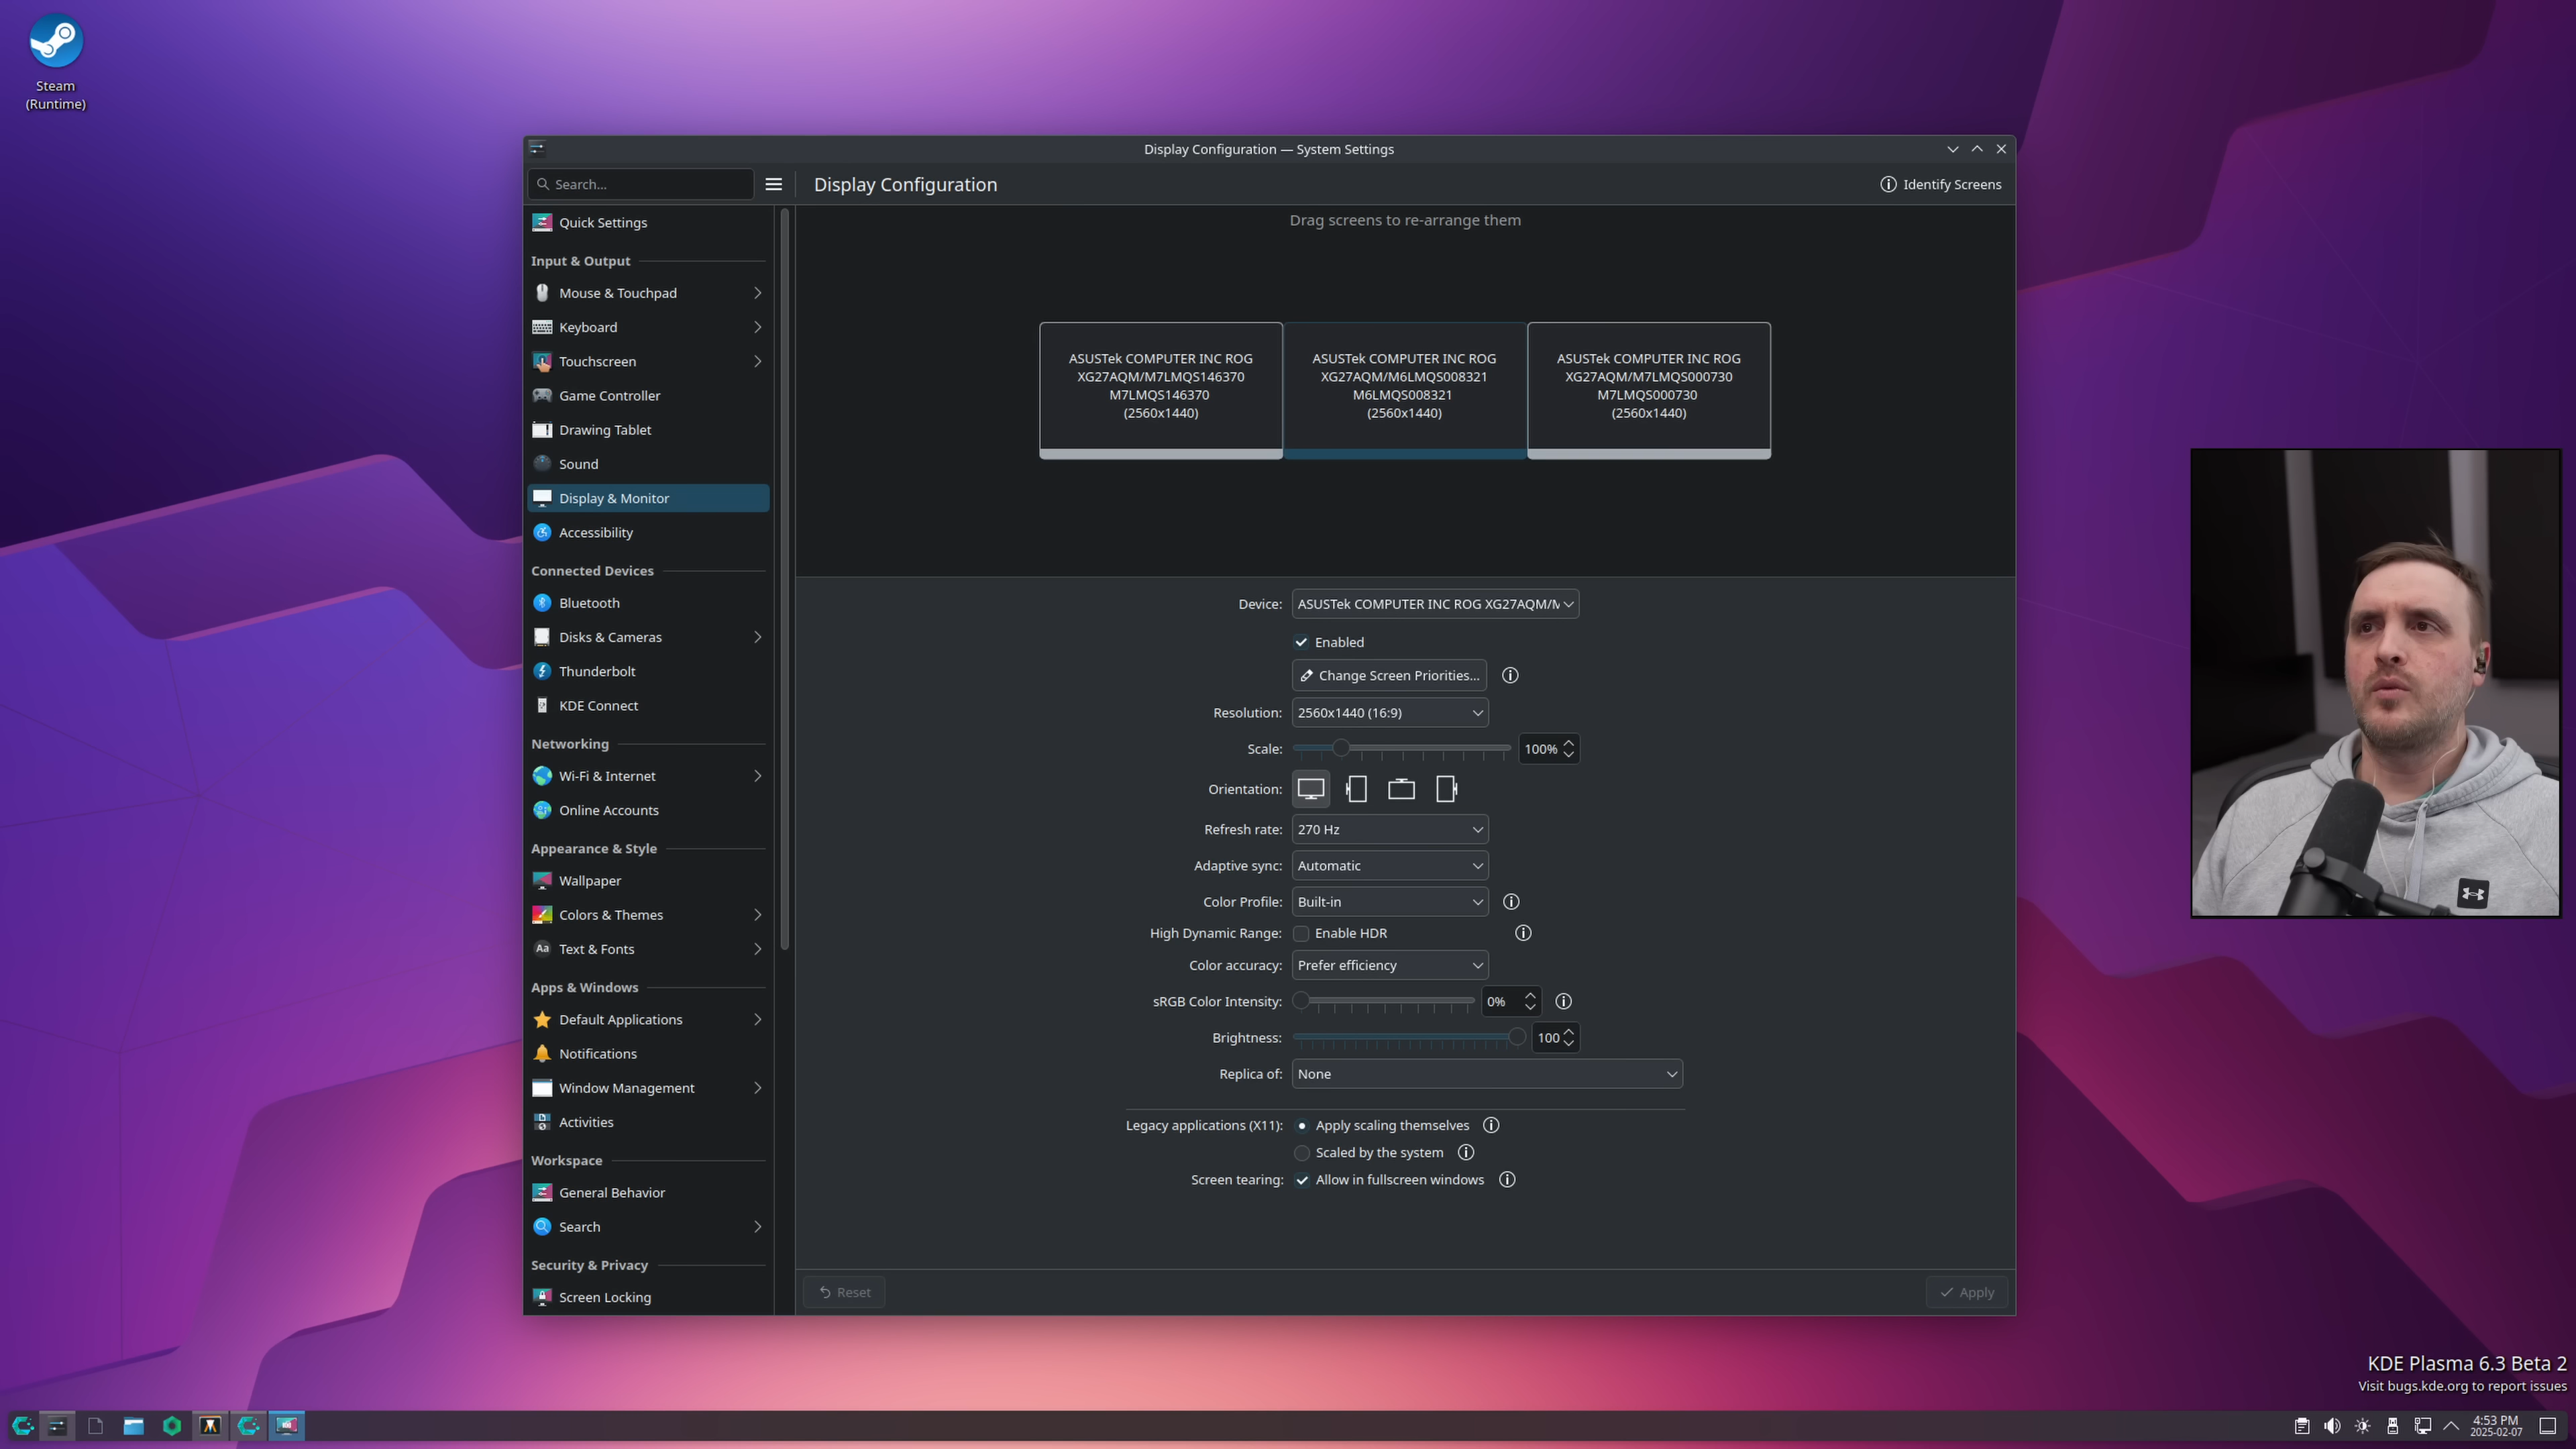 Steam
(Runtime)
Display Configuration — System Settings
Search...
Display Configuration
Identify Screens
Quick Settings
Input & Output
Mouse & Touchpad
Keyboard
Touchscreen
Game Controller
Drawing Tablet
Sound
Display & Monitor
Accessibility
Connected Devices
Bluetooth
Disks & Cameras
Thunderbolt
KDE Connect
Networking
Wi-Fi & Internet
Online Accounts
Appearance & Style
Wallpaper
Colors & Themes
Text & Fonts
Apps & Windows
Default Applications
Notifications
Window Management
Activities
Workspace
General Behavior
Search
Security & Privacy
Screen Locking
Drag screens to re-arrange them
ASUSTek COMPUTER INC ROG
XG27AQM/M7LMQS146370
M7LMQS146370
(2560x1440)
ASUSTek COMPUTER INC ROG
XG27AQM/M6LMQS008321
M6LMQS008321
(2560x1440)
ASUSTek COMPUTER INC ROG
XG27AQM/M7LMQS000730
M7LMQS000730
(2560x1440)
Device: ASUSTek COMPUTER INC ROG XG27AQM/M
Enabled
Change Screen Priorities...
Resolution: 2560x1440 (16:9)
Scale: 100%
Orientation:
Refresh rate: 270 Hz
Adaptive sync: Automatic
Color Profile: Built-in
High Dynamic Range: Enable HDR
Color accuracy: Prefer efficiency
sRGB Color Intensity: 0%
Brightness: 100
Replica of: None
Legacy applications (X11): Apply scaling themselves
Scaled by the system
Screen tearing: Allow in fullscreen windows
Reset
Apply
KDE Plasma 6.3 Beta 2
Visit bugs.kde.org to report issues
4:53 PM
2025-02-07